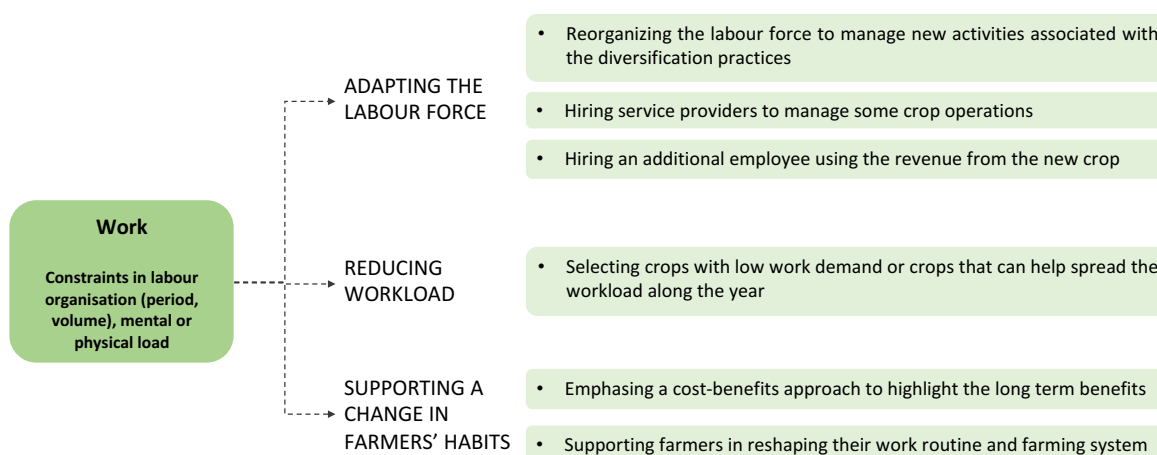 Work
Constraints in labour
organisation (period,
volume), mental or
physical load
ADAPTING THE
LABOUR FORCE
• Reorganizing the labour force to manage new activities associated with
the diversification practices
• Hiring service providers to manage some crop operations
• Hiring an additional employee using the revenue from the new crop
REDUCING
WORKLOAD
• Selecting crops with low work demand or crops that can help spread the
workload along the year
SUPPORTING A
CHANGE IN
FARMERS’ HABITS
• Emphasing a cost-benefits approach to highlight the long term benefits
• Supporting farmers in reshaping their work routine and farming system